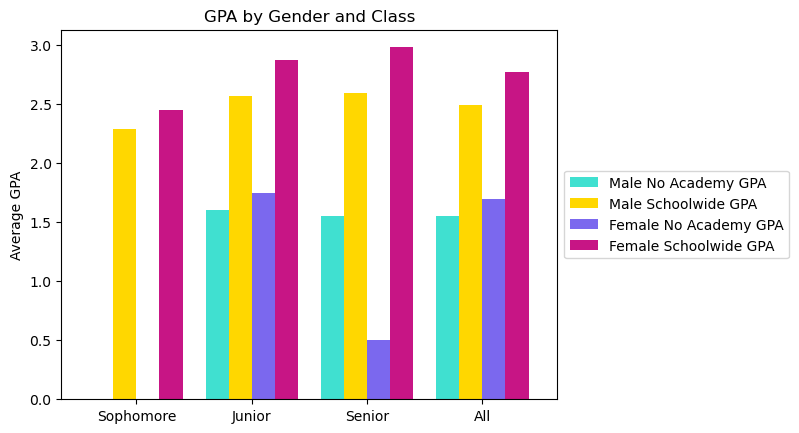 GPA by Gender and Class
Average GPA
3.0
2.5
2.0
1.5
1.0
0.5
0.0
Sophomore
Junior
Senior
All
Male No Academy GPA
Male Schoolwide GPA
Female No Academy GPA
Female Schoolwide GPA